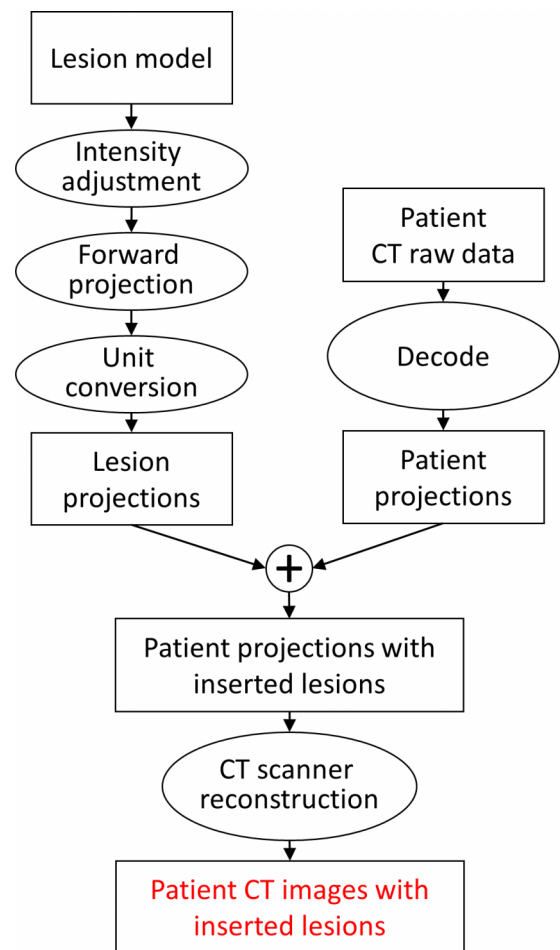 Lesion model
Intensity
adjustment
Forward
projection
Unit
conversion
Lesion
projections
Patient
CT raw data
Decode
Patient
projections
+
Patient projections with
inserted lesions
CT scanner
reconstruction
Patient CT images with
inserted lesions